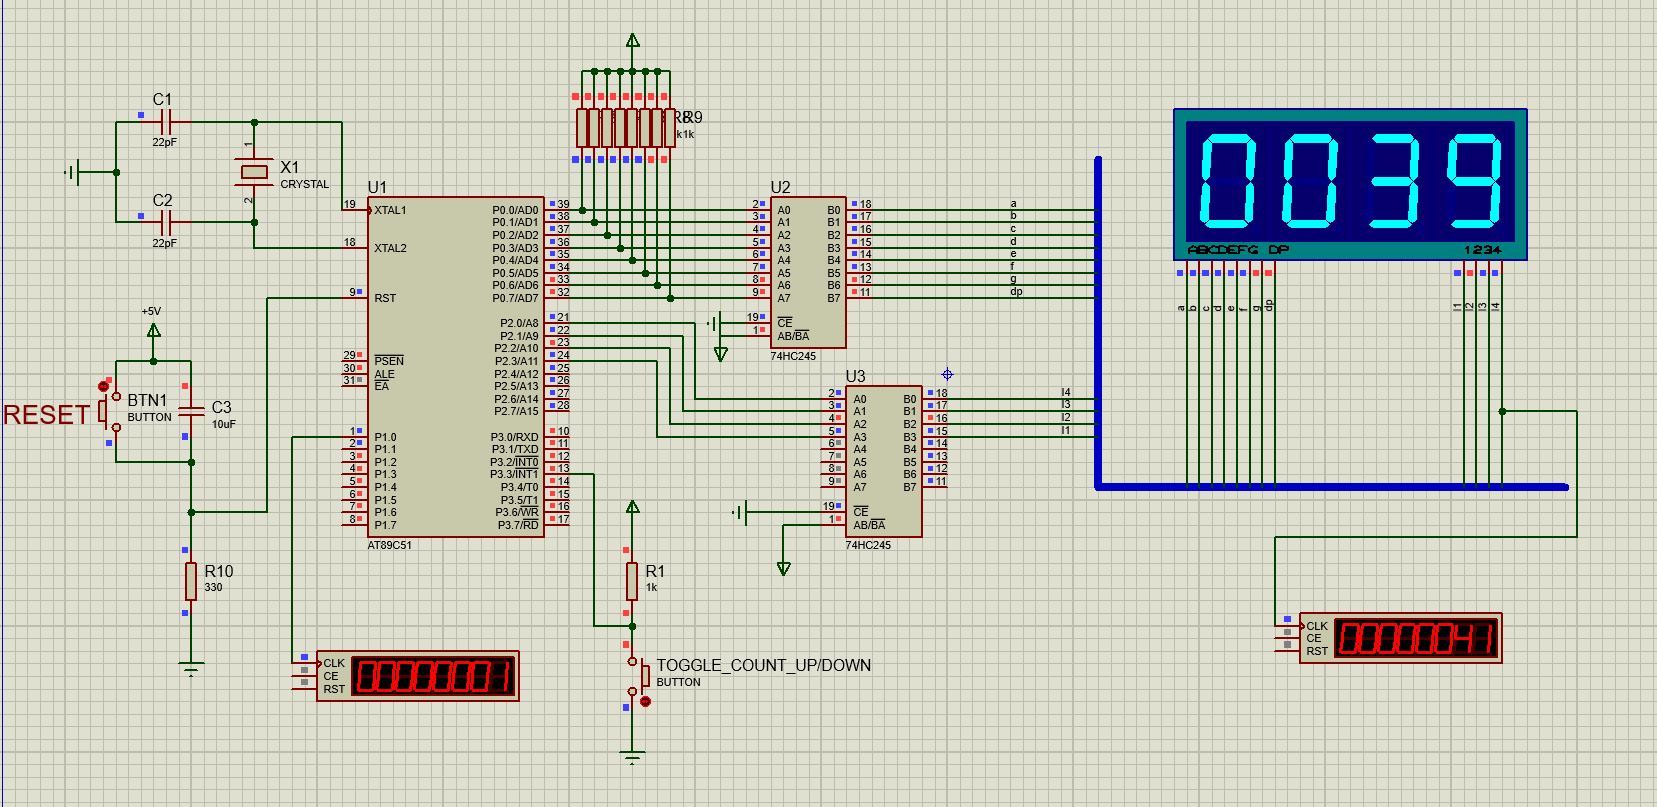 C1
22pF
X1
CRYSTAL
1
2
C2
22pF
U1
19
XTAL1
18
XTAL2
9
RST
29
PSEN
30
ALE
31
EA
1
P1.0
2
P1.1
3
P1.2
4
P1.3
5
P1.4
6
P1.5
7
P1.6
8
P1.7
P0.0/AD0
39
P0.1/AD1
38
P0.2/AD2
37
P0.3/AD3
36
P0.4/AD4
35
P0.5/AD5
34
P0.6/AD6
33
P0.7/AD7
32
P2.0/A8
21
P2.1/A9
22
P2.2/A10
23
P2.3/A11
24
P2.4/A12
25
P2.5/A13
26
P2.6/A14
27
P2.7/A15
28
P3.0/RXD
10
P3.1/TXD
11
P3.2/INT0
12
P3.3/INT1
13
P3.4/T0
14
P3.5/T1
15
P3.6/WR
16
P3.7/RD
17
AT89C51
+5V
RESET
BTN1
BUTTON
C3
10uF
R10
330
CLK
CE
RST
00000001
R9
k1k
U2
2
A0
B0
18
3
A1
B1
17
4
A2
B2
16
5
A3
B3
15
6
A4
B4
14
7
A5
B5
13
8
A6
B6
12
9
A7
B7
11
19
CE
1
AB/BA
74HC245
a
b
c
d
e
f
g
dp
U3
2
A0
B0
18
3
A1
B1
17
4
A2
B2
16
5
A3
B3
15
6
A4
B4
14
7
A5
B5
13
8
A6
B6
12
9
A7
B7
11
19
CE
1
AB/BA
74HC245
l4
l3
l2
l1
R1
1k
TOGGLE_COUNT_UP/DOWN
BUTTON
0039
ABCDEFG DP
1234
a
b
c
d
e
f
g
dp
l1
l2
l3
l4
CLK
CE
RST
00000041